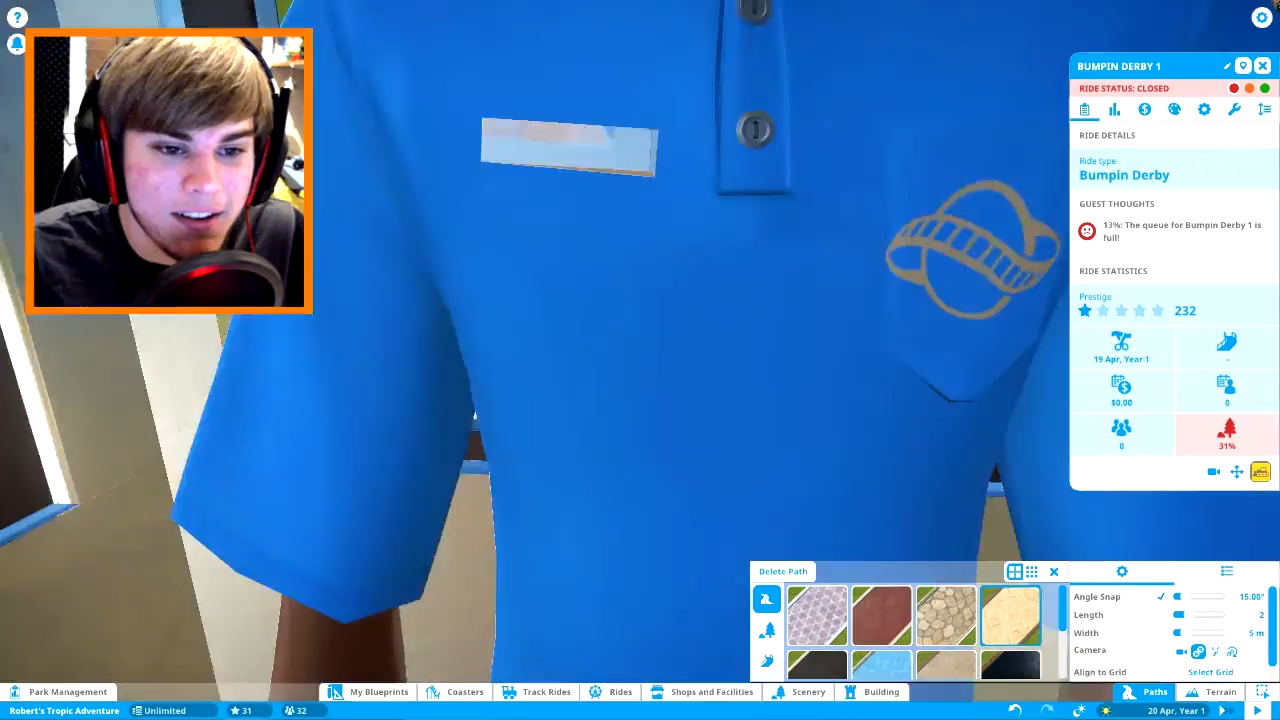 ?
BUMPIN DERBY 1
RIDE STATUS: CLOSED
RIDE DETAILS
Ride type
Bumpin Derby
GUEST THOUGHTS
13%: The queue for Bumpin Derby 1 is
full!
RIDE STATISTICS
Prestige
232
19 Apr, Year 1
-
$0.00
0
0
31%
Delete Path
Angle Snap 15.00°
Length 2
Width 5 m
Camera
Align to Grid Select Grid
Park Management My Blueprints Coasters Track Rides Rides Shops and Facilities Scenery Building Paths Terrain
Robert's Tropic Adventure Unlimited 31 32 20 Apr, Year 1